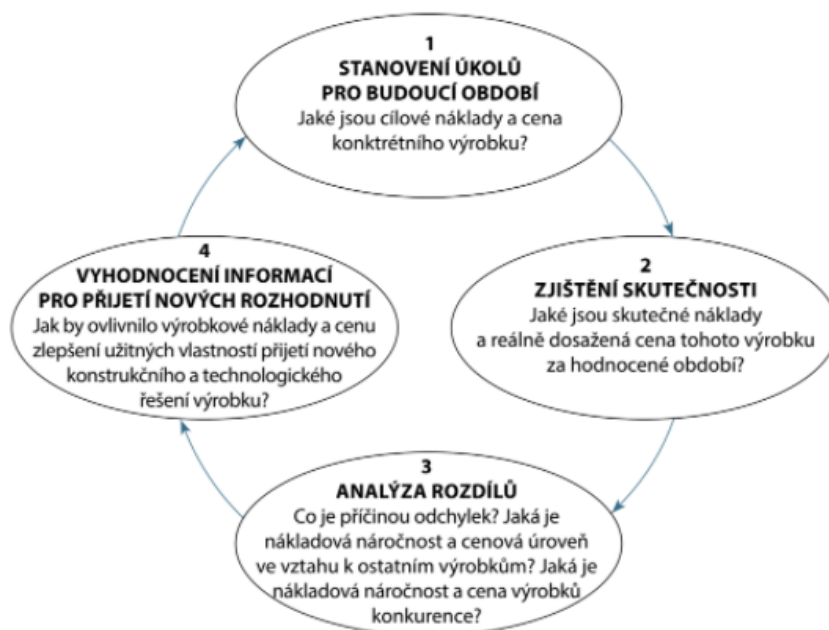 1
STANOVENÍ ÚKOLŮ
PRO BUDOUCÍ OBDOBÍ
Jaké jsou cílové náklady a cena
konktrétního výrobku?
2
ZJIŠTĚNÍ SKUTEČNOSTI
Jaké jsou skutečné náklady
a reálně dosažená cena tohoto výrobku
za hodnocené období?
3
ANALÝZA ROZDÍLŮ
Co je příčinou odchylek? Jaká je
nákladová náročnost a cenová úroveň
ve vztahu k ostatním výrobkům? Jaká je
nákladová náročnost a cena výrobků
konkurence?
4
VYHODNOCENÍ INFORMACÍ
PRO PŘIJETÍ NOVÝCH ROZHODNUTÍ
Jak by ovlivnilo výrobkové náklady a cenu
zlepšení užitných vlastností přijetí nového
konstrukčního a technologického
řešení výrobku?